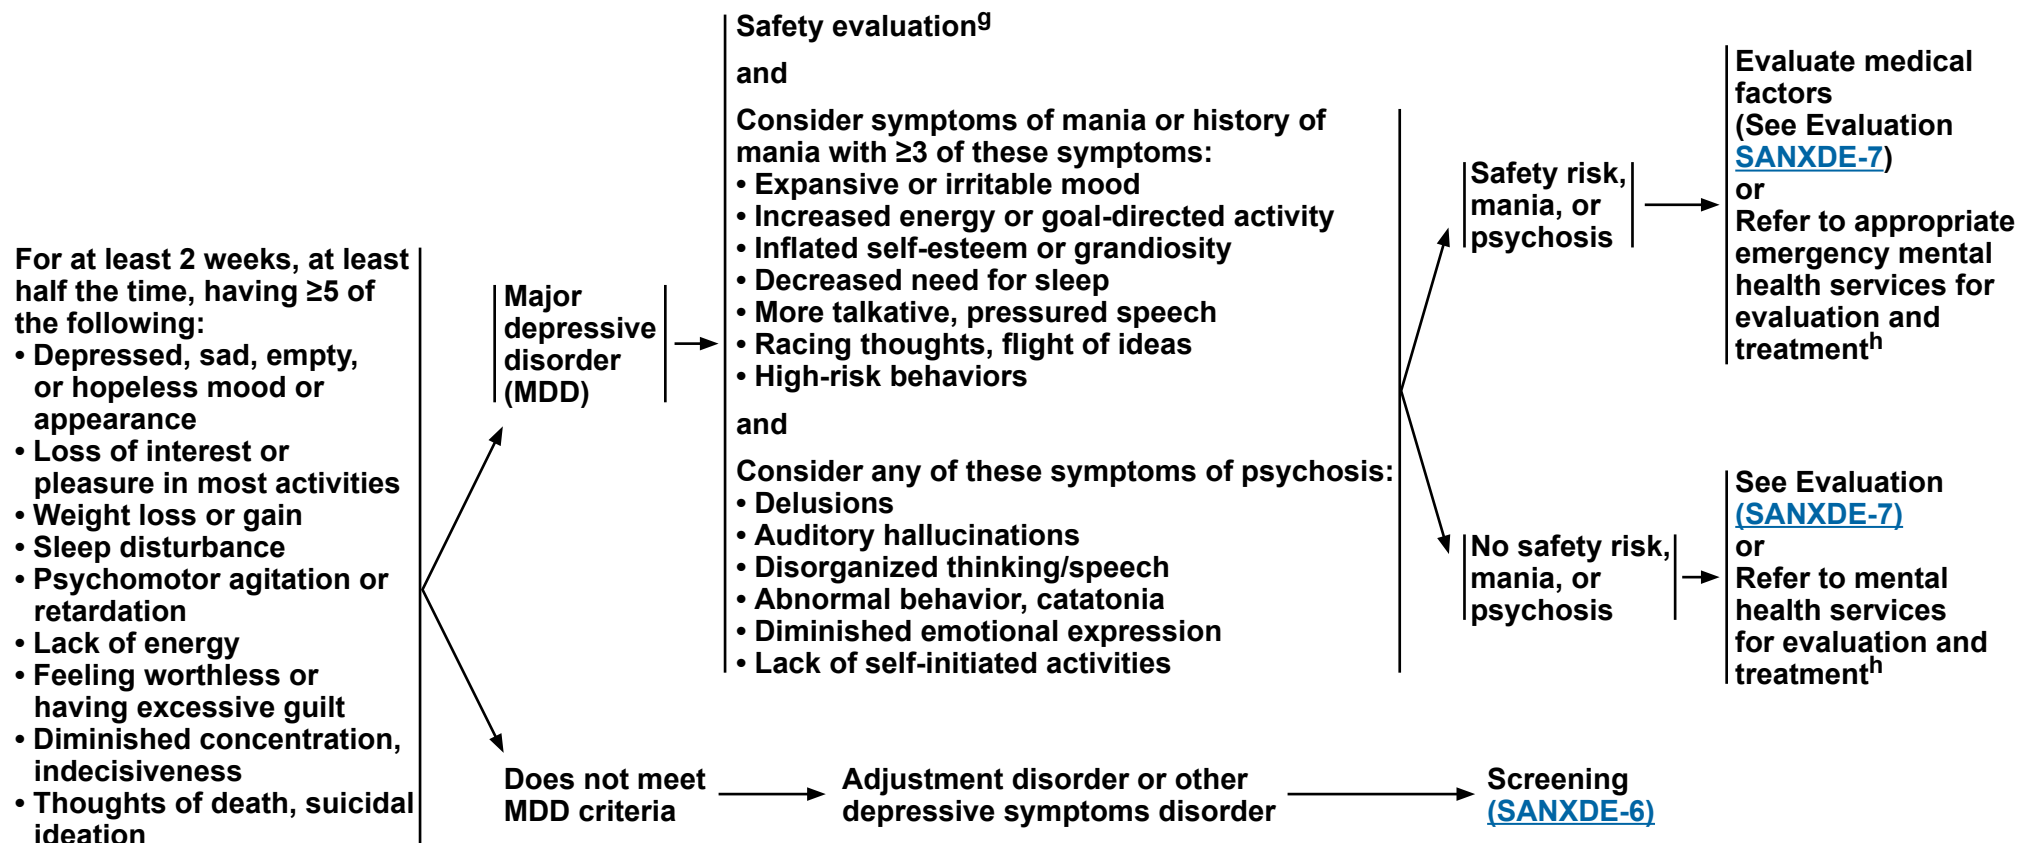 For at least 2 weeks, at least
half the time, having ≥5 of
the following:
• Depressed, sad, empty,
or hopeless mood or
appearance
• Loss of interest or
pleasure in most activities
• Weight loss or gain
• Sleep disturbance
• Psychomotor agitation or
retardation
• Lack of energy
• Feeling worthless or
having excessive guilt
• Diminished concentration,
indecisiveness
• Thoughts of death, suicidal
ideation
Major
depressive
disorder
(MDD)
Safety evaluationᵍ
and
Consider symptoms of mania or history of
mania with ≥3 of these symptoms:
• Expansive or irritable mood
• Increased energy or goal-directed activity
• Inflated self-esteem or grandiosity
• Decreased need for sleep
• More talkative, pressured speech
• Racing thoughts, flight of ideas
• High-risk behaviors
and
Consider any of these symptoms of psychosis:
• Delusions
• Auditory hallucinations
• Disorganized thinking/speech
• Abnormal behavior, catatonia
• Diminished emotional expression
• Lack of self-initiated activities
Safety risk,
mania, or
psychosis
Evaluate medical
factors
(See Evaluation
SANXDE-7)
or
Refer to appropriate
emergency mental
health services for
evaluation and
treatmentʰ
No safety risk,
mania, or
psychosis
See Evaluation
(SANXDE-7)
or
Refer to mental
health services
for evaluation and
treatmentʰ
Does not meet
MDD criteria
Adjustment disorder or other
depressive symptoms disorder
Screening
(SANXDE-6)